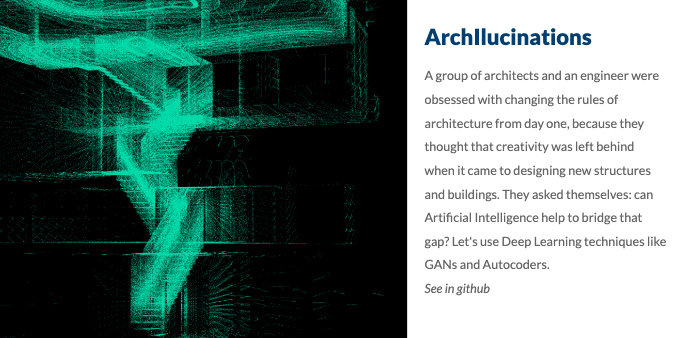 Archllucinations
A group of architects and an engineer were
obsessed with changing the rules of
architecture from day one, because they
thought that creativity was left behind
when it came to designing new structures
and buildings. They asked themselves: can
Artificial Intelligence help to bridge that
gap? Let's use Deep Learning techniques like
GANs and Autocoders.
See in github